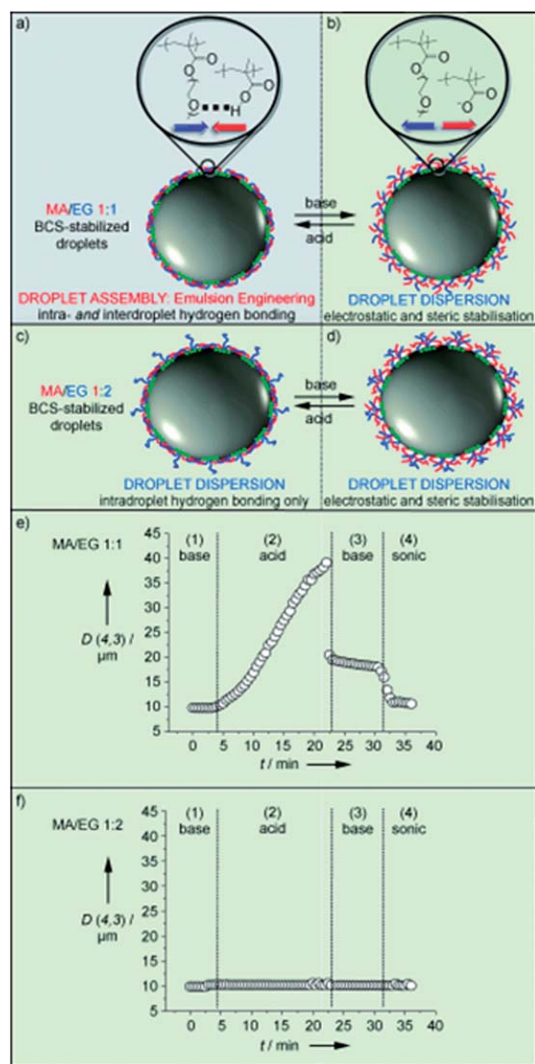 a)
O
O
O
O
O
H
MA/EG 1:1
BCS-stabilized
droplets
DROPLET ASSEMBLY: Emulsion Engineering
intra- and interdroplet hydrogen bonding
base
acid
b)
O
O
O
O
-O
DROPLET DISPERSION
electrostatic and steric stabilisation
c)
MA/EG 1:2
BCS-stabilized
droplets
DROPLET DISPERSION
intradroplet hydrogen bonding only
base
acid
d)
DROPLET DISPERSION
electrostatic and steric stabilisation
e)
MA/EG 1:1
(1) (2) (3) (4)
base acid base sonic
D (4,3) /
µm
45
40
35
30
25
20
15
10
5
0 5 10 15 20 25 30 35 40
t / min
f)
MA/EG 1:2
(1) (2) (3) (4)
base acid base sonic
D (4,3) /
µm
45
40
35
30
25
20
15
10
5
0 5 10 15 20 25 30 35 40
t / min